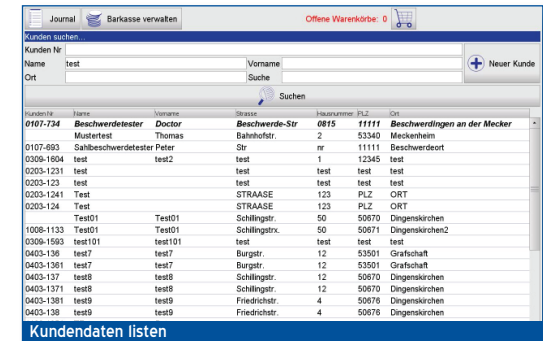 Journal Barkasse verwalten Offene Warenkörbe: 0
Kunden suchen...
Kunden Nr
Name test Vorname Neuer Kunde
Ort Suche
Suchen
Kunden Nr Name Vorname Strasse Hausnummer PLZ Ort
0107-734 Beschwerdetester Doctor Beschwerde-Str 0815 11111 Beschwerdingen an der Mecker
Mustertest Thomas Bahnhofstr. 2 53340 Meckenheim
0107-693 Sahlbeschwerdetester Peter Str nr 11111 Beschwerdeort
0309-1604 test test2 test 1 12345 test
0203-1231 test test test test test
0203-123 test test test test test
0203-1241 Test STRAASE 123 PLZ ORT
0203-124 Test STRAASE 123 PLZ ORT
Test01 Test01 Schillingstr. 50 50670 Dingenskirchen
1008-1133 Test01 Test01 Schillingstrx. 50 50671 Dingenskirchen2
0309-1593 test101 test101 test test test test
0403-136 test7 test7 Burgstr. 12 53501 Grafschaft
0403-1361 test7 test7 Burgstr. 12 53501 Grafschaft
0403-137 test8 test8 Schillingstr. 12 50670 Dingenskirchen
0403-1371 test8 test8 Schillingstr. 12 50670 Dingenskirchen
0403-1381 test9 test9 Friedrichstr. 4 50676 Dingenskirchen
0403-138 test9 test9 Friedrichstr. 4 50676 Dingenskirchen
Kundendaten listen